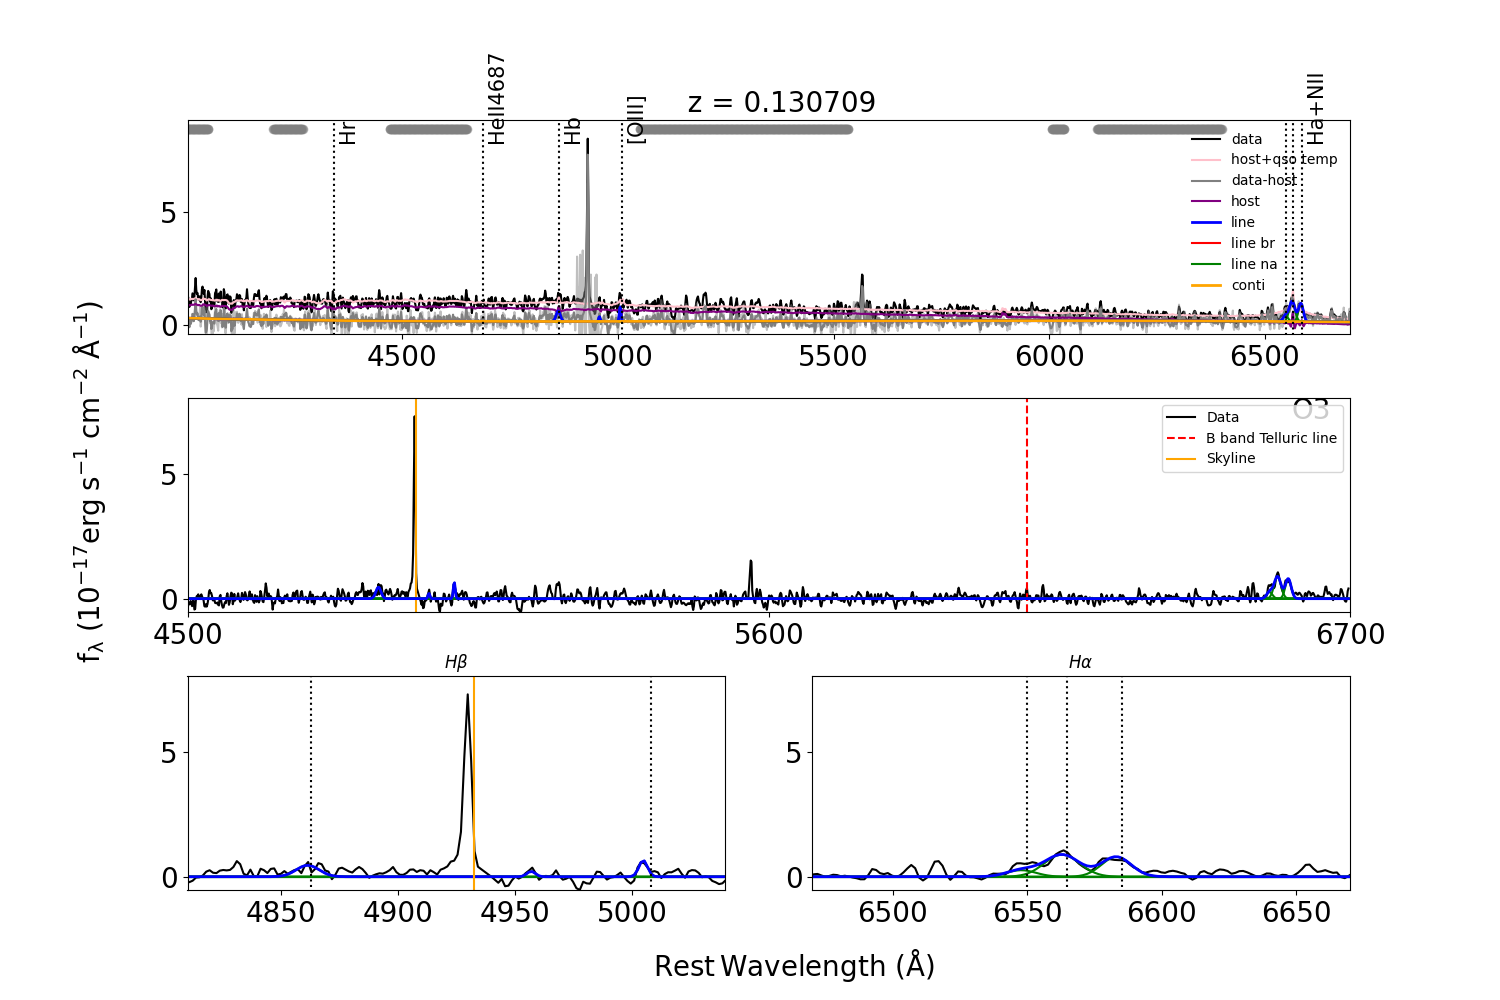 z = 0.130709
Hr
HeII4687
Hb
[OIII]
Ha+NII
data
host+qso temp
data-host
host
line
line br
line na
conti
5
0
4500
5000
5500
6000
6500
O3
Data
B band Telluric line
Skyline
5
0
4500
5600
6700
fλ (10⁻¹⁷erg s⁻¹ cm⁻² Å⁻¹)
Hβ
5
0
4850
4900
4950
5000
Hα
5
0
6500
6550
6600
6650
Rest Wavelength (Å)